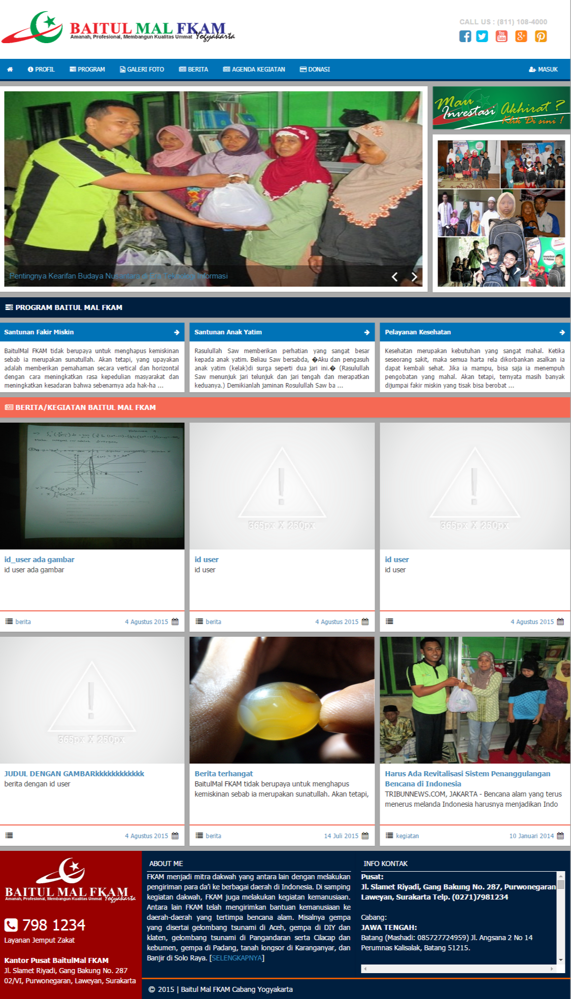 BAITUL MAL FKAM
Amanah, Profesional, Membangun Kualitas Ummat Yogyakarta
CALL US : (811) 108-4000
You
Tube
PROFIL
PROGRAM
GALERI FOTO
BERITA
AGENDA KEGIATAN
DONASI
MASUK
Pentingnya Kearifan Budaya Nusantara di Era Teknologi Informasi
Mau
Investasi Akhirat ?
Klik Di sini !
PROGRAM BAITUL MAL FKAM
Santunan Fakir Miskin
BaitulMal FKAM tidak berupaya untuk menghapus kemiskinan
sebab ia merupakan sunatullah. Akan tetapi, yang upayakan
adalah memberikan pemahaman secara vertical dan horizontal
dengan cara meningkatkan rasa kepedulian masyarakat dan
meningkatkan kesadaran bahwa sebenarnya ada hak-ha ...
Santunan Anak Yatim
Rasulullah Saw memberikan perhatian yang sangat besar
kepada anak yatim. Beliau Saw bersabda, �Aku dan pengasuh
anak yatim (kelak)di surga seperti dua jari ini.� (Rasulullah
Saw menunjuk jari telunjuk dan jari tengah dan merapatkan
keduanya.) Demikianlah jaminan Rosulullah Saw ba ...
Pelayanan Kesehatan
Kesehatan merupakan kebutuhan yang sangat mahal. Ketika
seseorang sakit, maka semua harta rela dikorbankan asalkan ia
dapat kembali sehat. Jika ia mampu, bisa saja ia menempuh
pengobatan yang mahal. Akan tetapi, ternyata masih banyak
dijumpai fakir miskin yang tisak bisa berobat ...
BERITA/KEGIATAN BAITUL MAL FKAM
365px X 250px
365px X 250px
id_user ada gambar
id user ada gambar
berita
4 Agustus 2015
id user
id user
berita
4 Agustus 2015
id user
id user
4 Agustus 2015
365px X 250px
JUDUL DENGAN GAMBARkkkkkkkkkkkk
berita dengan id user
4 Agustus 2015
Berita terhangat
BaitulMal FKAM tidak berupaya untuk menghapus
kemiskinan sebab ia merupakan sunatullah. Akan tetapi,
berita
14 Juli 2015
Harus Ada Revitalisasi Sistem Penanggulangan
Bencana di Indonesia
TRIBUNNEWS.COM, JAKARTA - Bencana alam yang terus
menerus melanda Indonesia harusnya menjadikan Indo
kegiatan
10 Januari 2014
BAITUL MAL FKAM
Amanah, Profesional, Membangun Kualitas Ummat Yogyakarta
798 1234
Layanan Jemput Zakat
Kantor Pusat BaitulMal FKAM
Jl. Slamet Riyadi, Gang Bakung No. 287
02/VI, Purwonegaran, Laweyan, Surakarta
ABOUT ME
FKAM menjadi mitra dakwah yang antara lain dengan melakukan
pengiriman para da'i ke berbagai daerah di Indonesia. Di samping
kegiatan dakwah, FKAM juga melakukan kegiatan kemanusiaan.
Antara lain FKAM telah mengirimkan bantuan kemanusiaan ke
daerah-daerah yang tertimpa bencana alam. Misalnya gempa
yang disertai gelombang tsunami di Aceh, gempa di DIY dan
klaten, gelombang tsunami di Pangandaran serta Cilacap dan
kebumen, gempa di Padang, tanah longsor di Karanganyar, dan
Banjir di Solo Raya. [SELENGKAPNYA]
INFO KONTAK
Pusat:
Jl. Slamet Riyadi, Gang Bakung No. 287, Purwonegaran
Laweyan, Surakarta Telp. (0271)7981234
Cabang:
JAWA TENGAH:
Batang (Mashadi: 085727724959) Jl. Angsana 2 No 14
Perumnas Kalisalak, Batang 51215.
© 2015 | Baitul Mal FKAM Cabang Yogyakarta